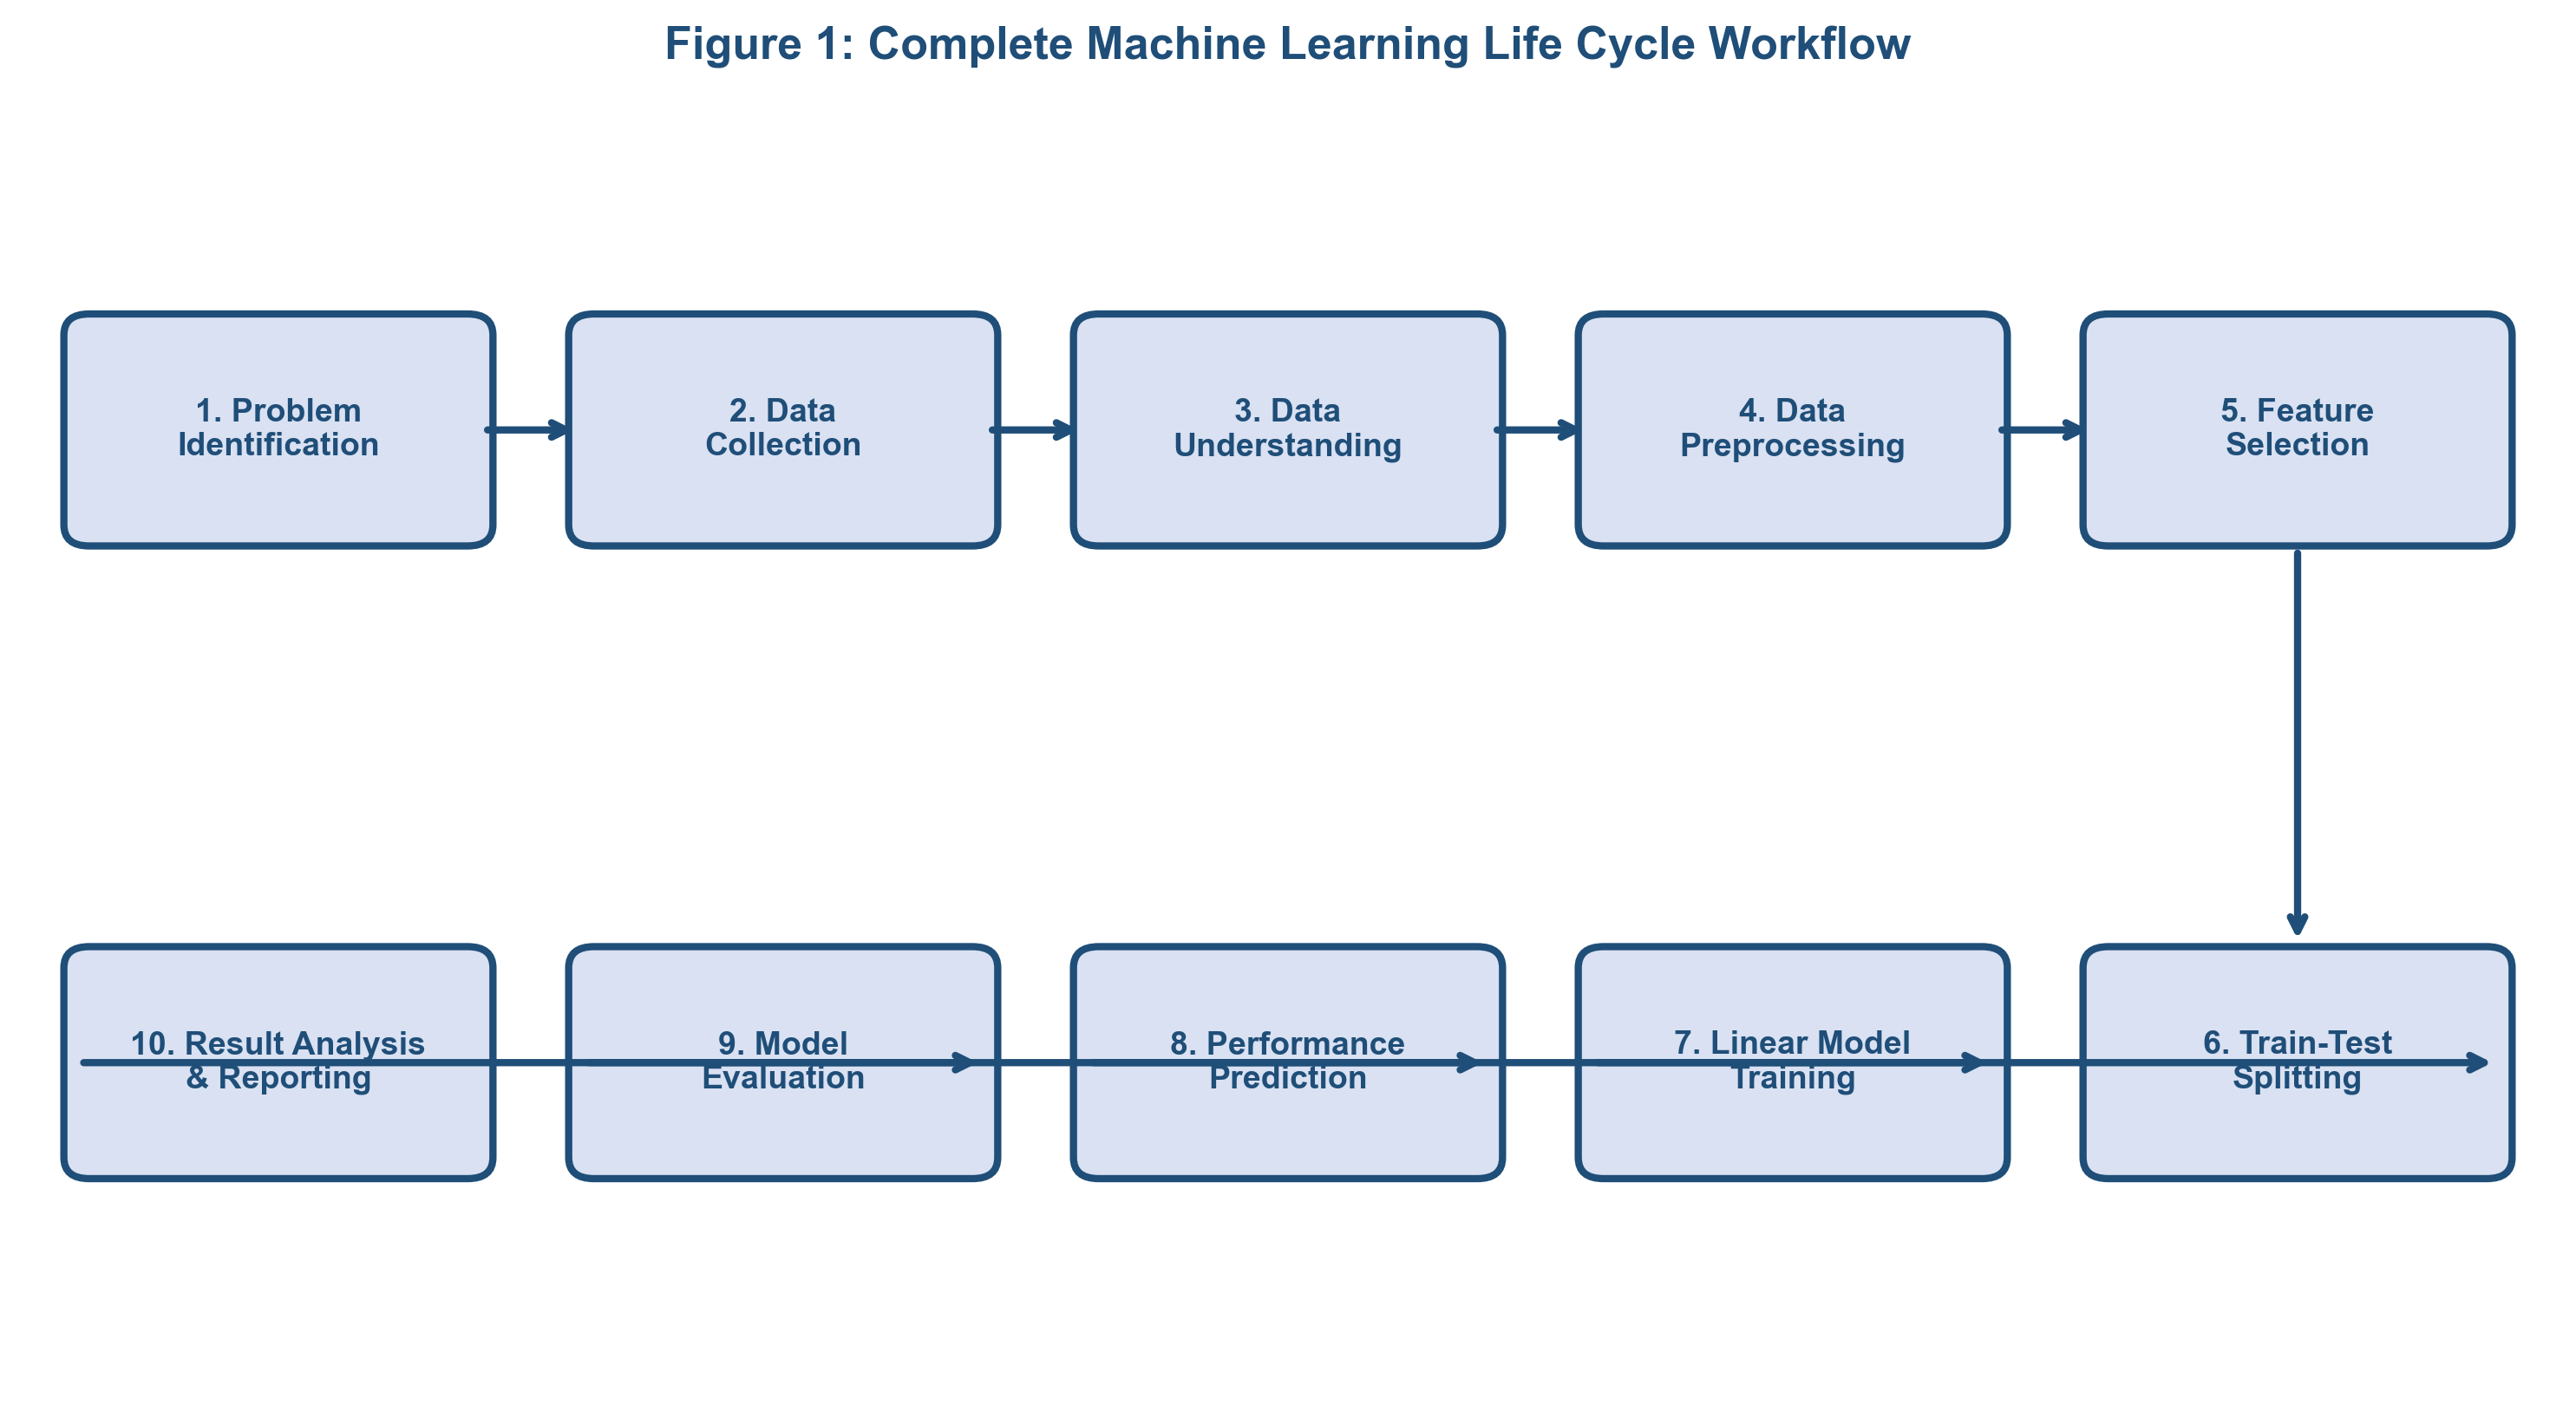 Figure 1: Complete Machine Learning Life Cycle Workflow
1. Problem
Identification
2. Data
Collection
3. Data
Understanding
4. Data
Preprocessing
5. Feature
Selection
10. Result Analysis
& Reporting
9. Model
Evaluation
8. Performance
Prediction
7. Linear Model
Training
6. Train-Test
Splitting